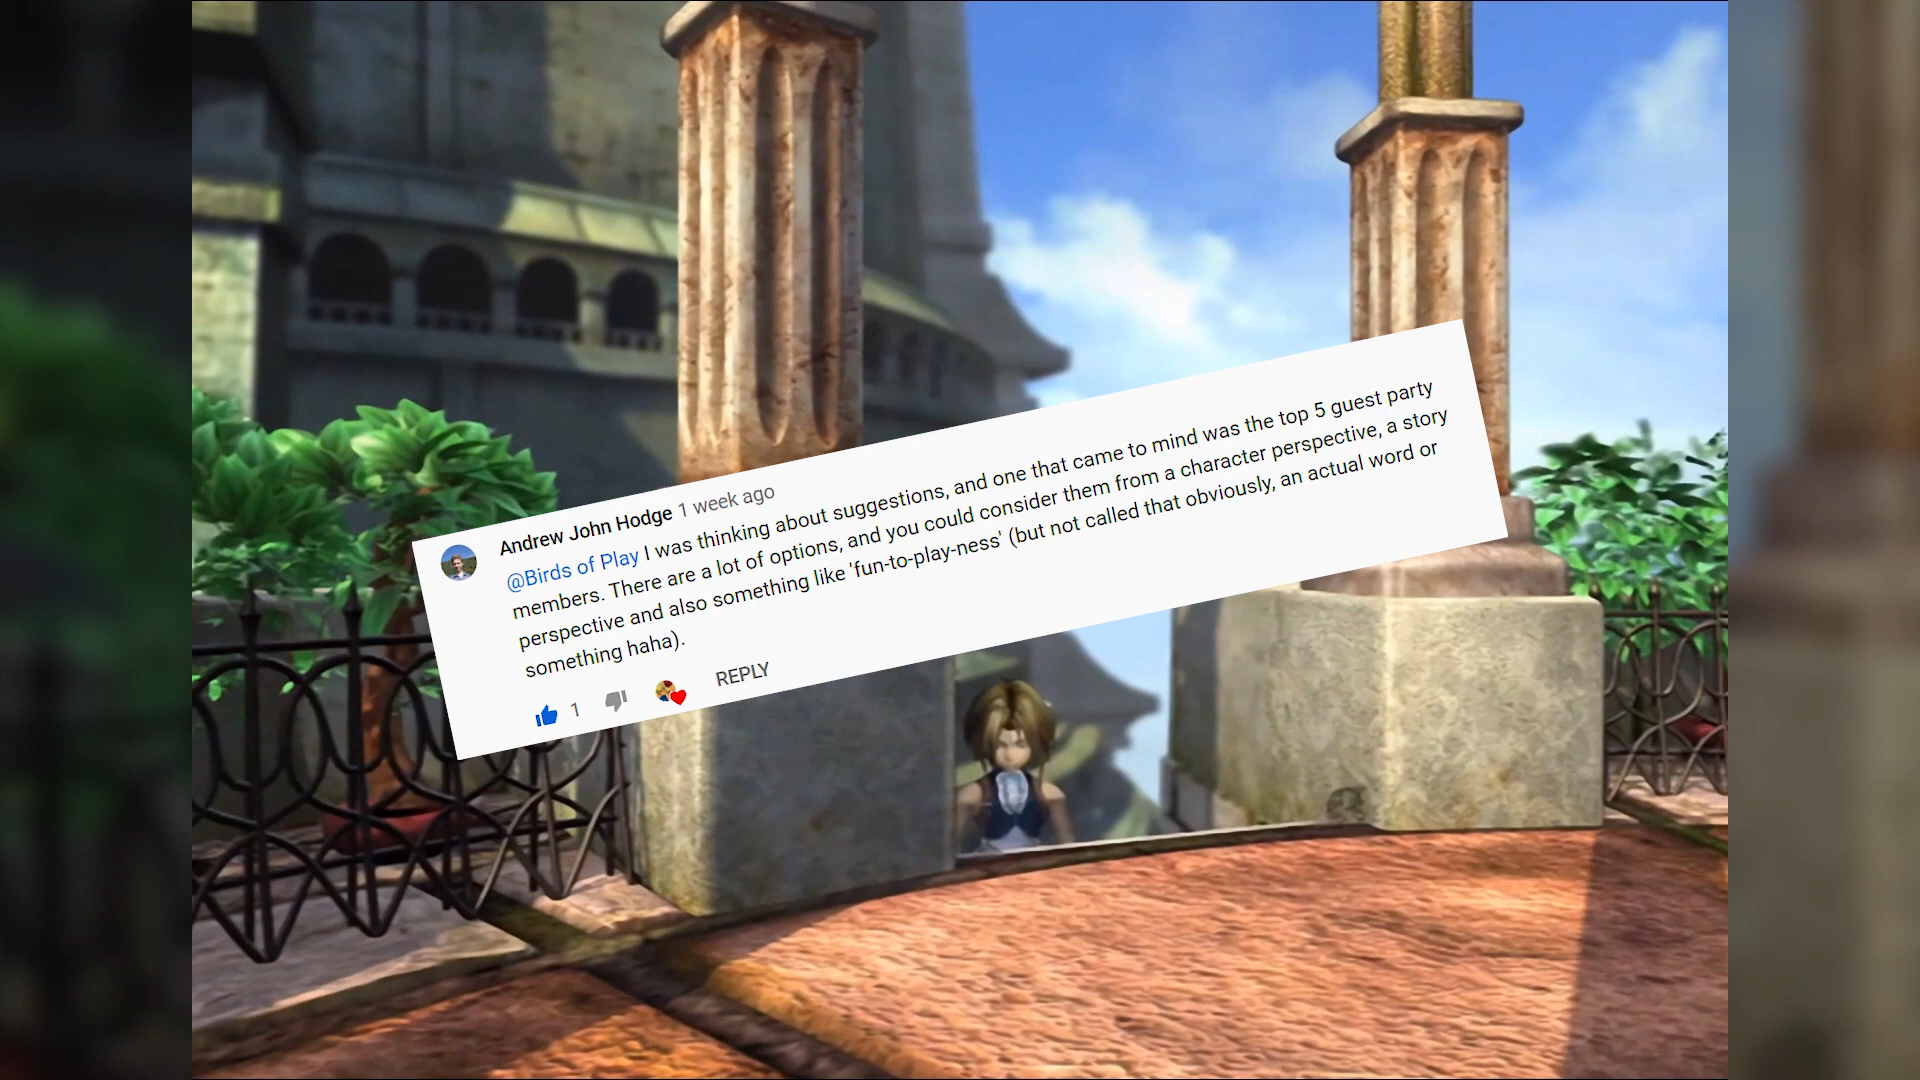 Andrew John Hodge 1 week ago
@Birds of Play I was thinking about suggestions, and one that came to mind was the top 5 guest party
members. There are a lot of options, and you could consider them from a character perspective, a story
perspective and also something like 'fun-to-play-ness' (but not called that obviously, an actual word or
something haha).
1 REPLY